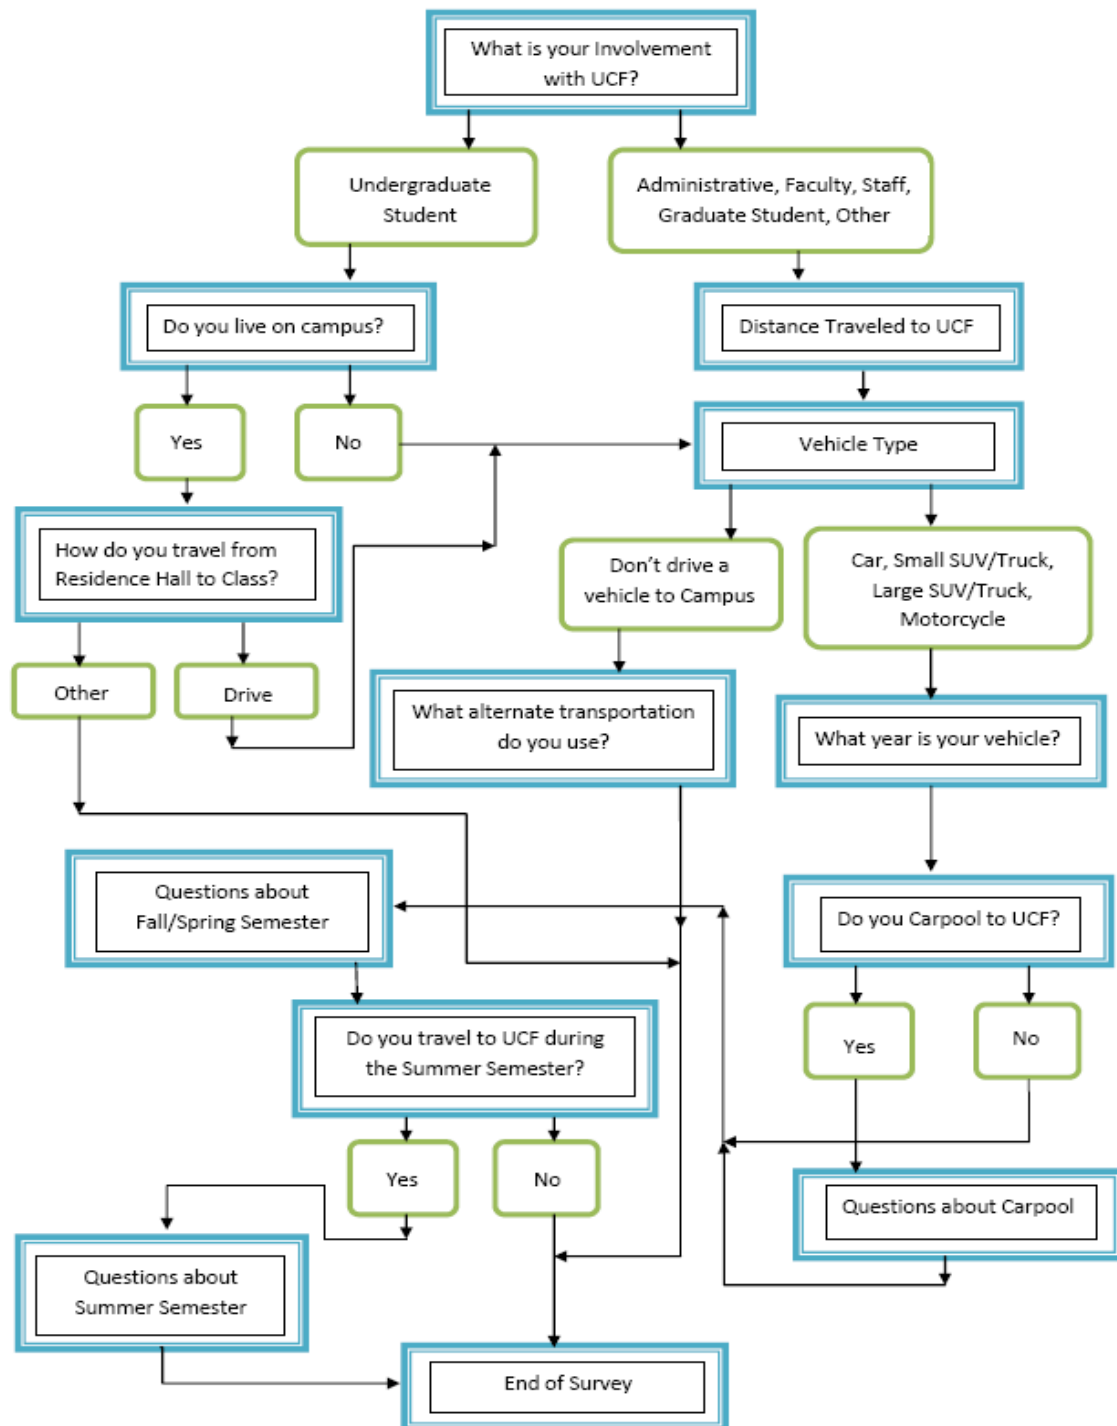 What is your Involvement
with UCF?
Undergraduate
Student
Administrative, Faculty, Staff,
Graduate Student, Other
Do you live on campus?
Distance Traveled to UCF
Yes
No
Vehicle Type
How do you travel from
Residence Hall to Class?
Don't drive a
vehicle to Campus
Car, Small SUV/Truck,
Large SUV/Truck,
Motorcycle
Other
Drive
What alternate transportation
do you use?
What year is your vehicle?
Questions about
Fall/Spring Semester
Do you Carpool to UCF?
Do you travel to UCF during
the Summer Semester?
Yes
No
Yes
No
Questions about Carpool
Questions about
Summer Semester
End of Survey